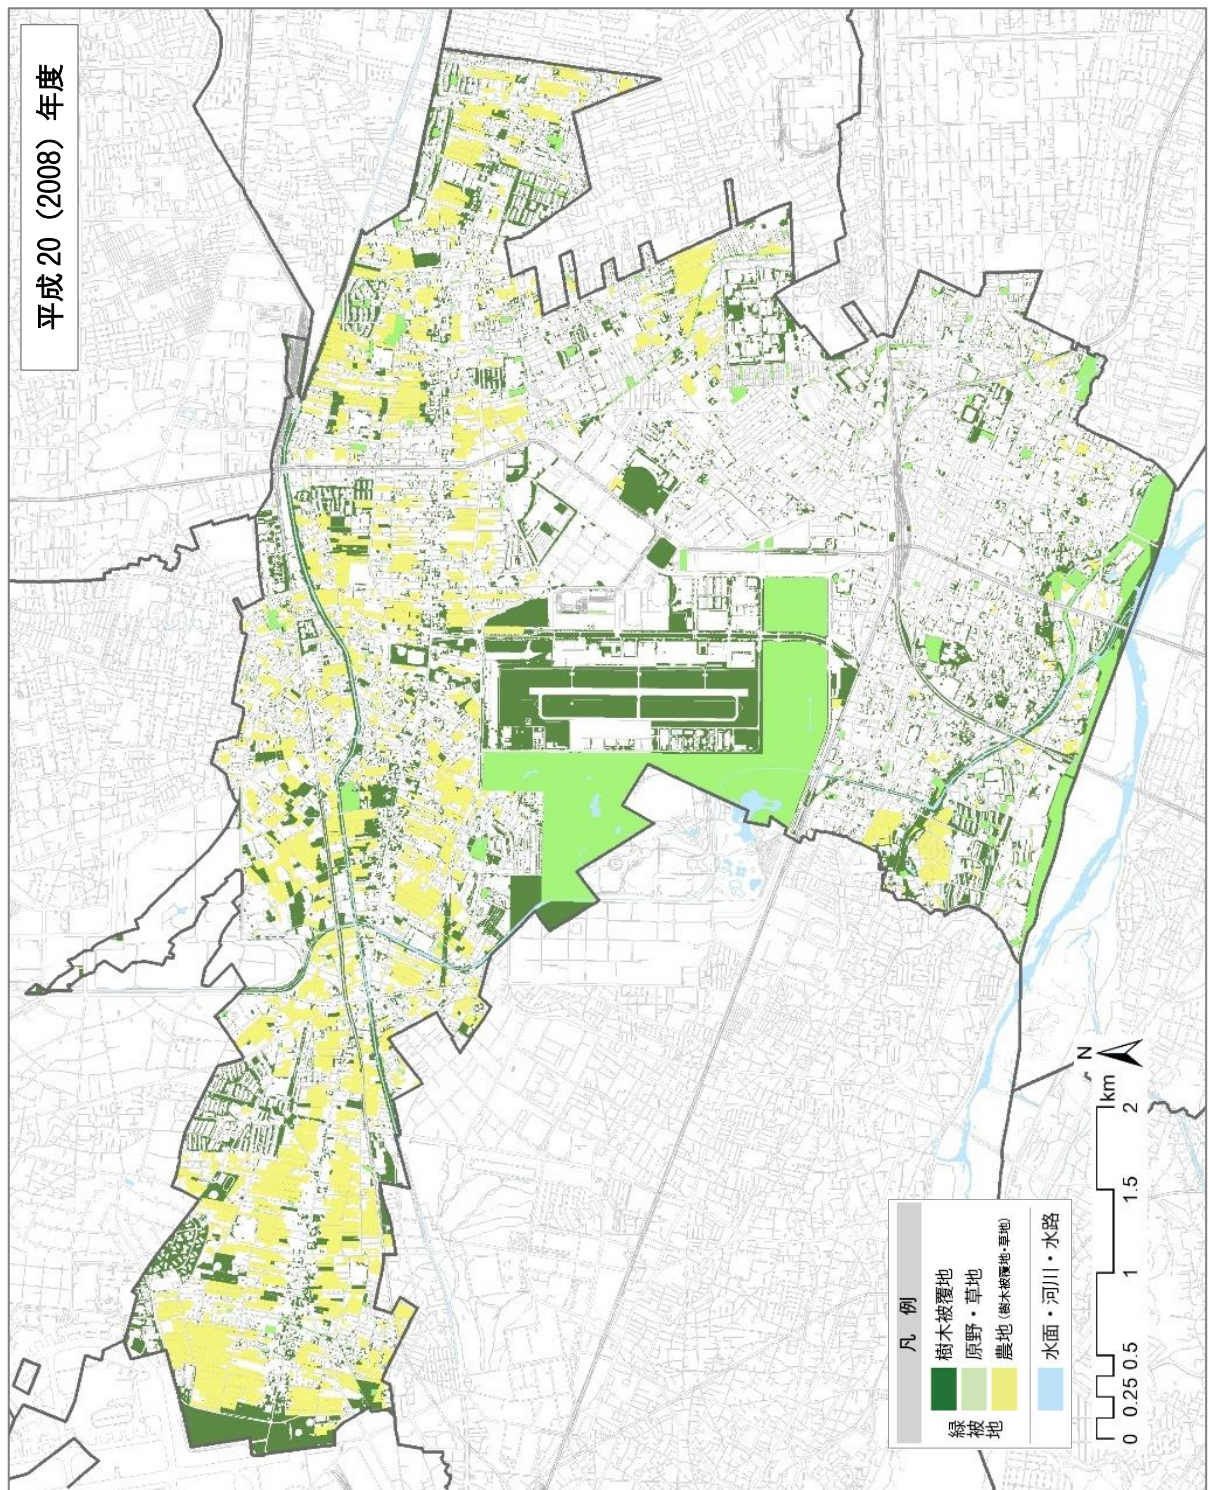 平成 20（2008）年度
凡 例
緑被地
樹木被覆地
原野・草地
農地（樹木被覆地・草地）
水面・河川・水路
N
km
0 0.25 0.5 1 1.5 2